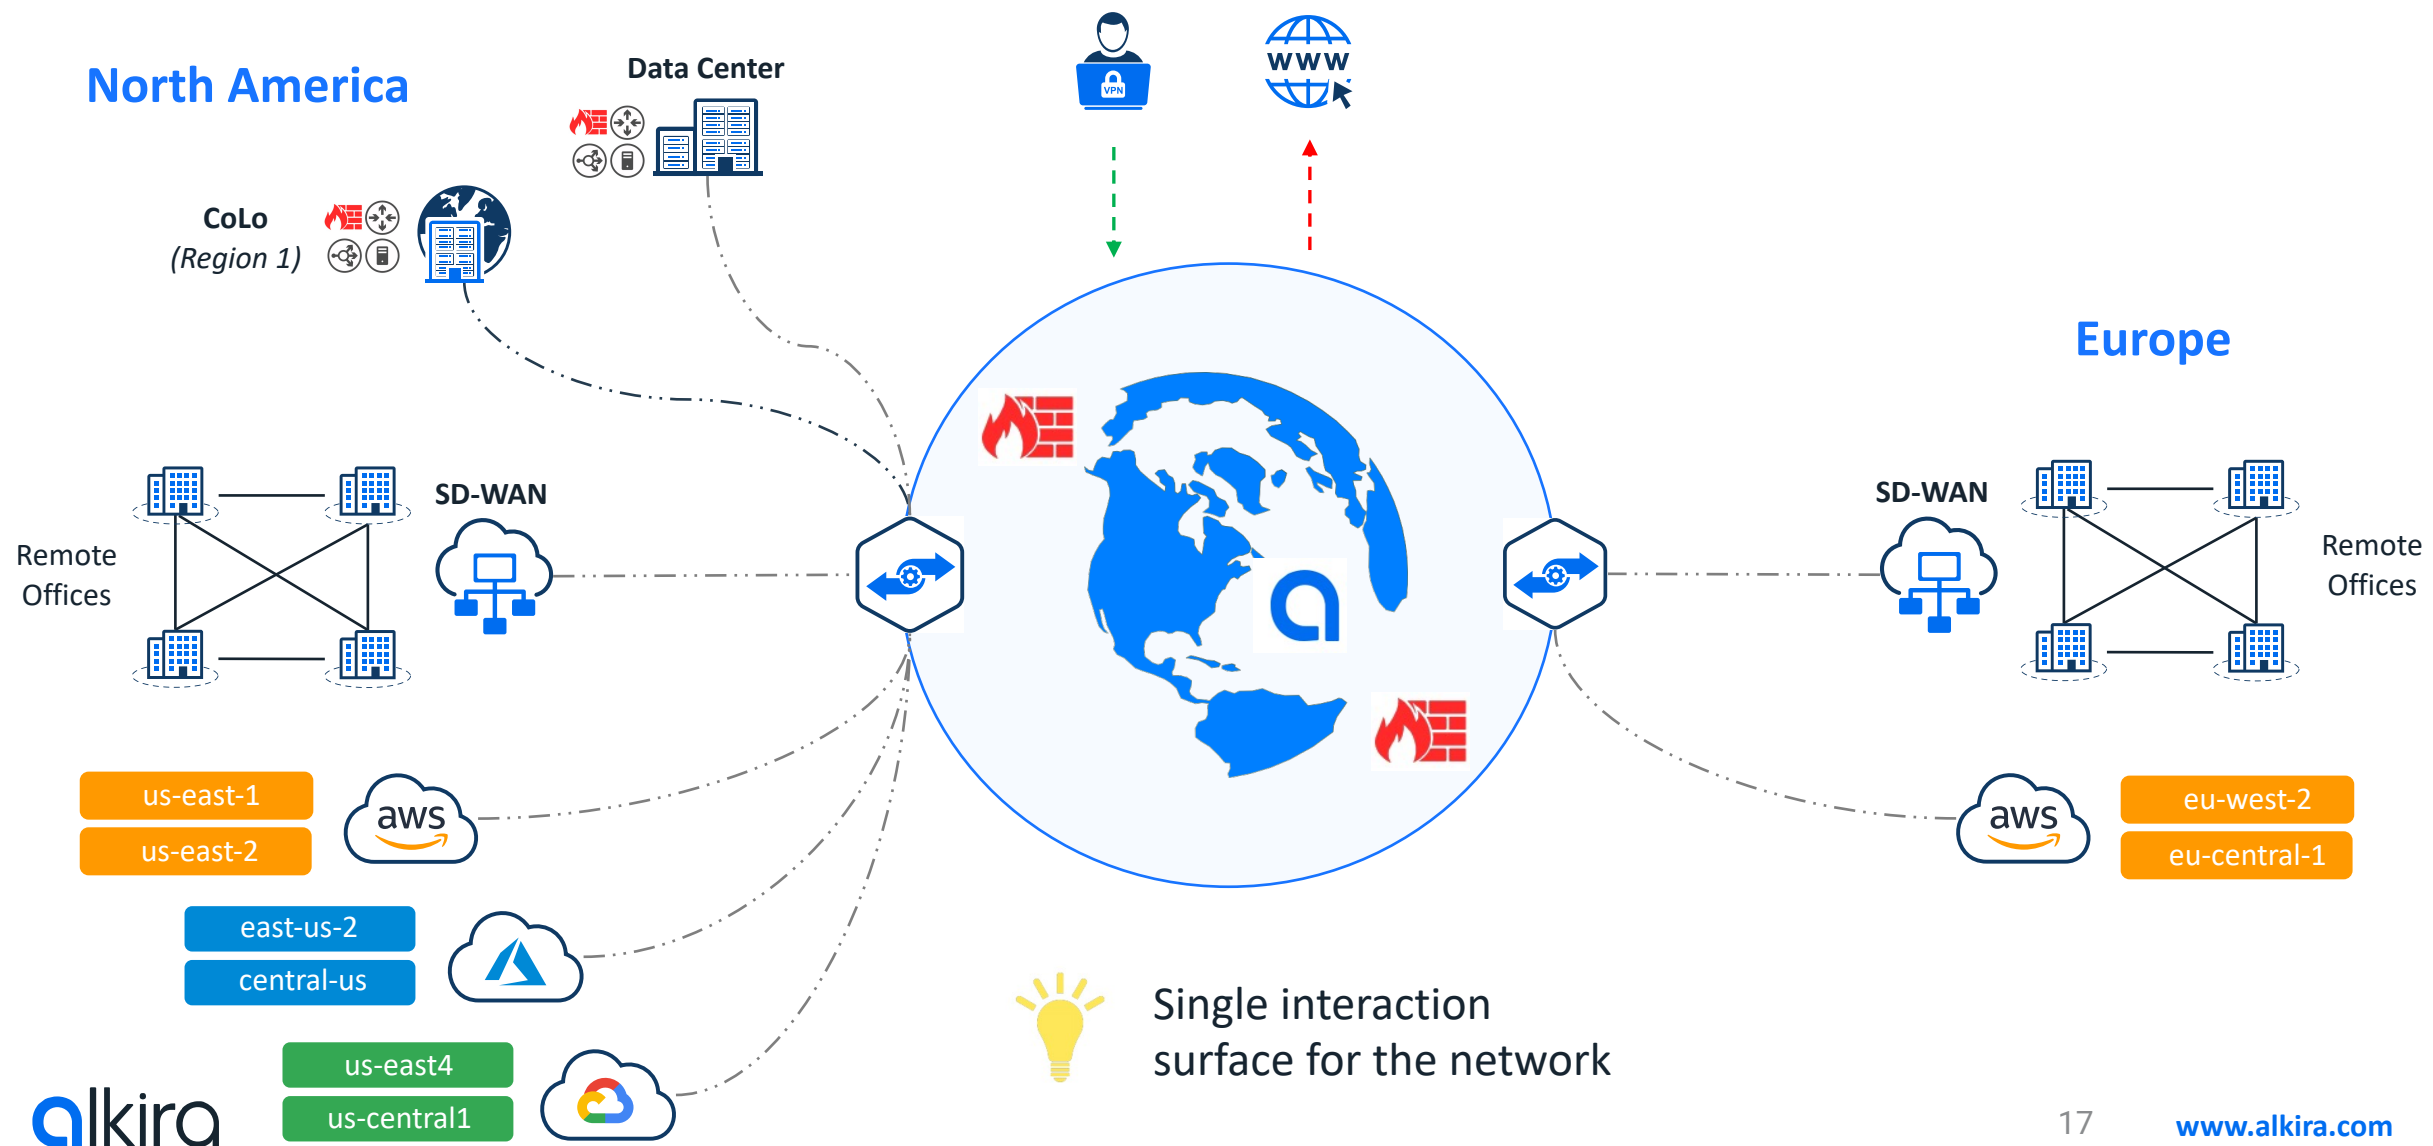 North America
Data Center
VPN
WWW
CoLo
(Region 1)
Europe
SD-WAN
Remote
Offices
SD-WAN
Remote
Offices
us-east-1
us-east-2
aws
eu-west-2
eu-central-1
aws
east-us-2
central-us
us-east4
us-central1
Single interaction
surface for the network
alkira
17
www.alkira.com